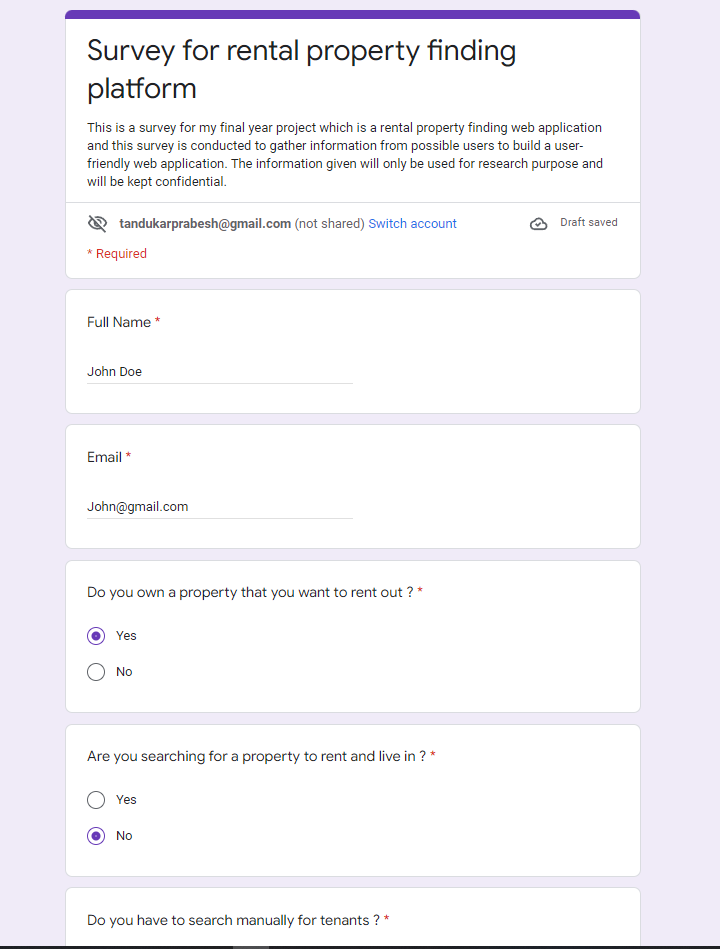 Survey for rental property finding
platform
This is a survey for my final year project which is a rental property finding web application
and this survey is conducted to gather information from possible users to build a user-
friendly web application. The information given will only be used for research purpose and
will be kept confidential.
tandukarprabesh@gmail.com (not shared) Switch account
Draft saved
* Required
Full Name *
John Doe
Email *
John@gmail.com
Do you own a property that you want to rent out ? *
Yes
No
Are you searching for a property to rent and live in ? *
Yes
No
Do you have to search manually for tenants ? *